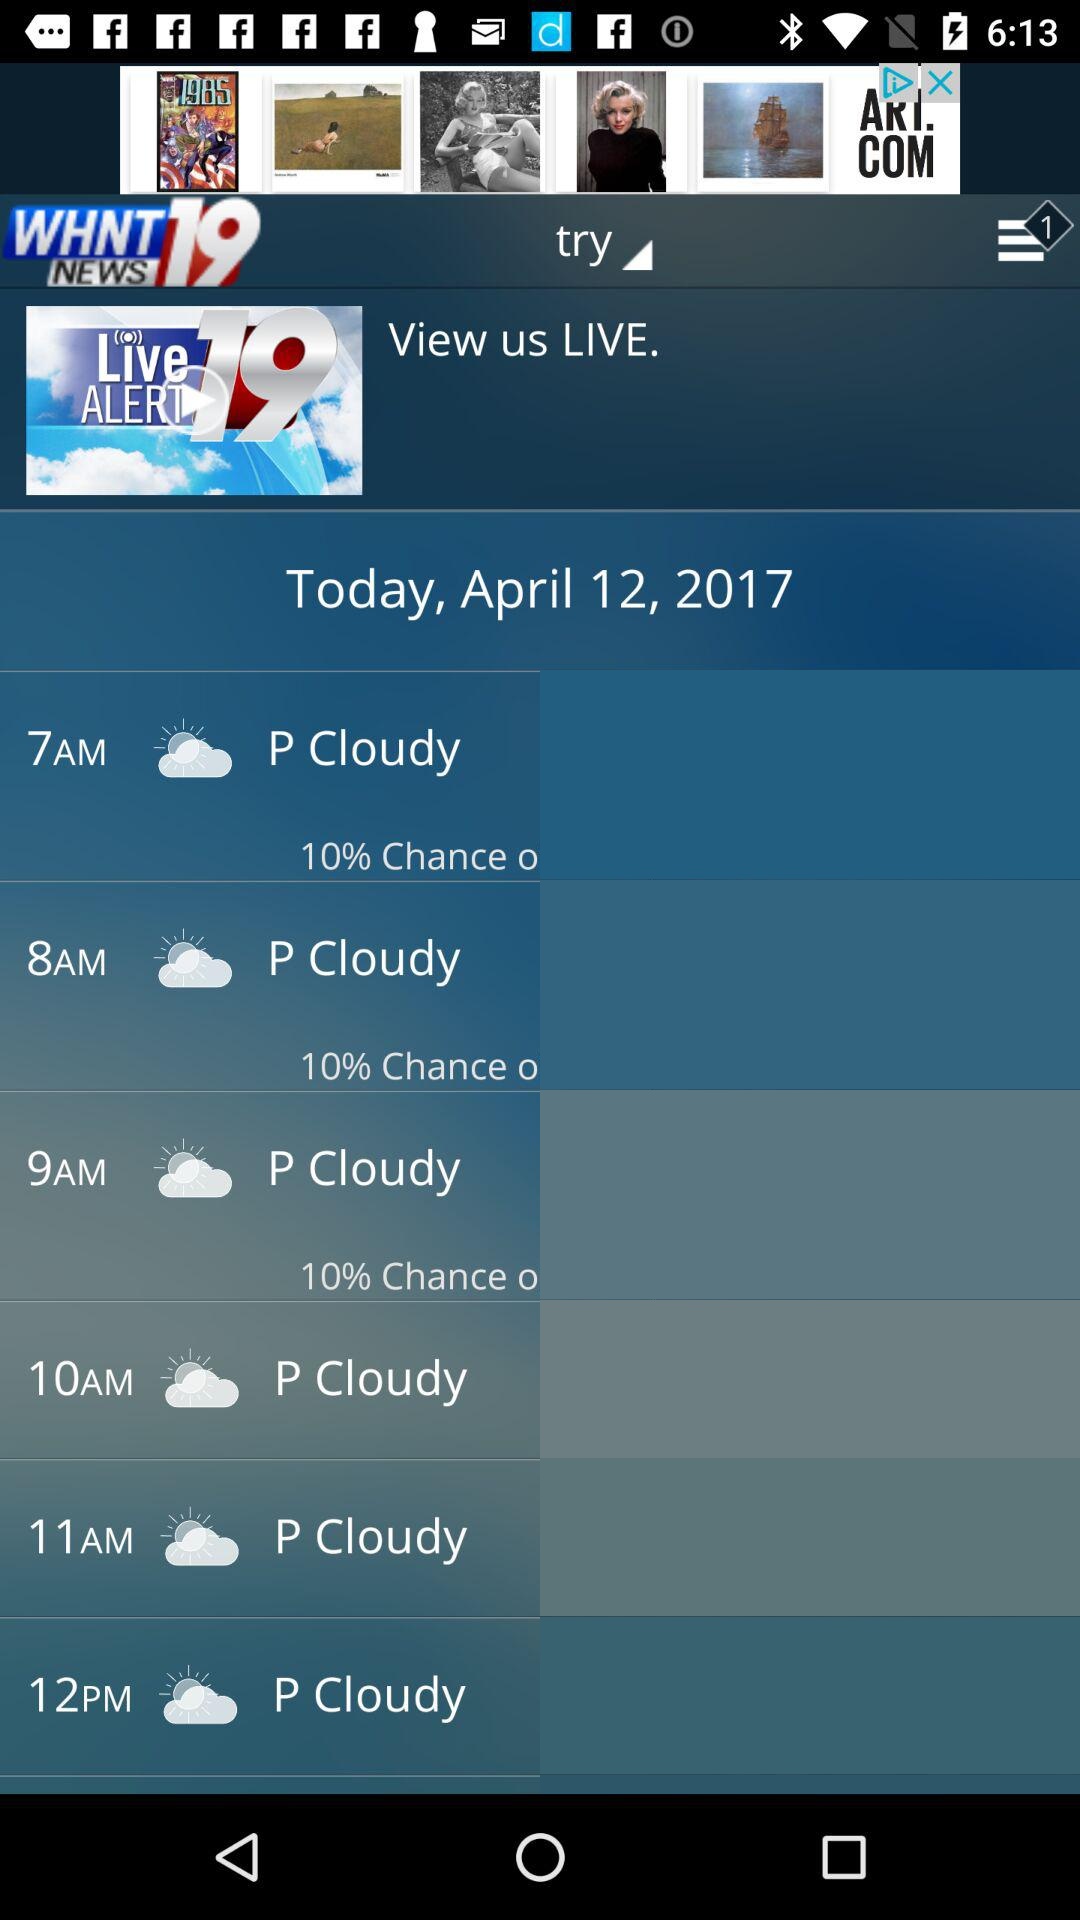 6:13
1985
ART.
COM
WHNT 19
NEWS
try
1
Live
ALERT 19
View us LIVE.
Today, April 12, 2017
7AM P Cloudy
10% Chance o
8AM P Cloudy
10% Chance o
9AM P Cloudy
10% Chance o
10AM P Cloudy
11AM P Cloudy
12PM P Cloudy